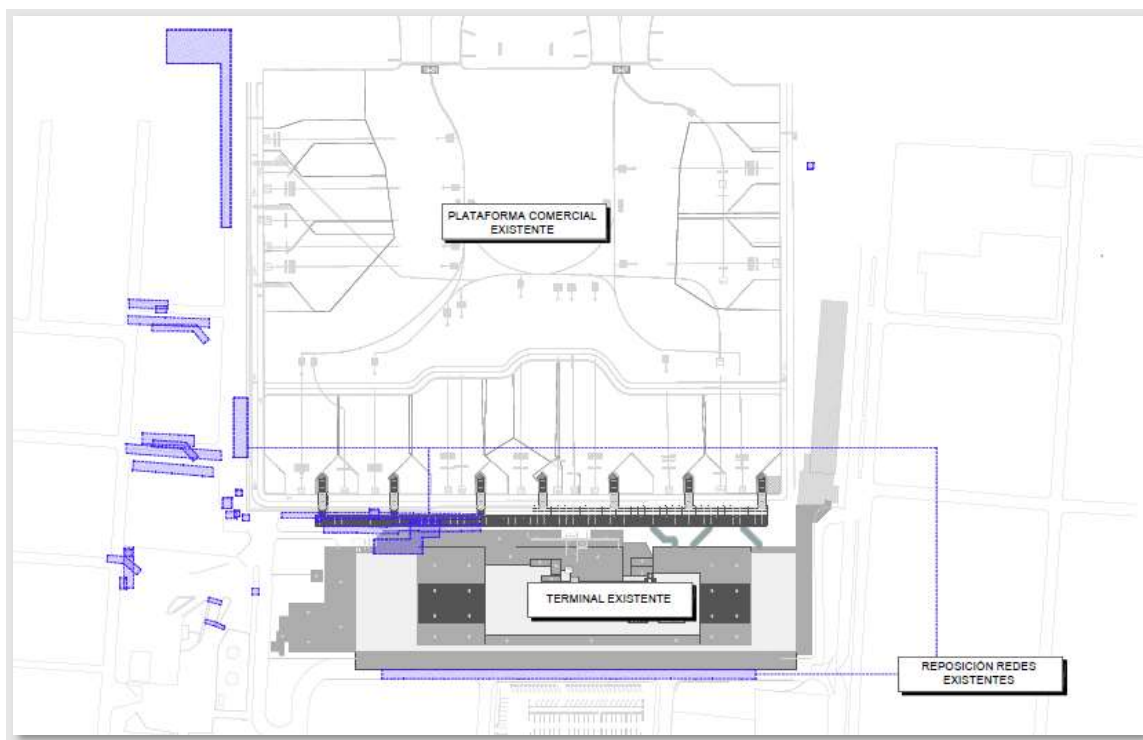 PLATAFORMA COMERCIAL
EXISTENTE
TERMINAL EXISTENTE
REPOSICIÓN REDES
EXISTENTES